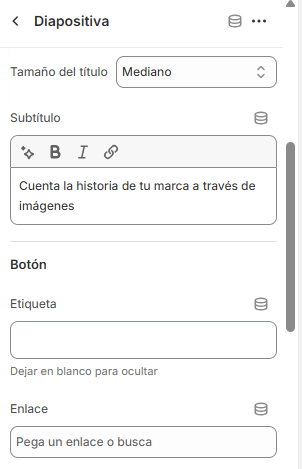 Diapositiva
Tamaño del título Mediano
Subtítulo
B I
Cuenta la historia de tu marca a través de
imágenes
Botón
Etiqueta
Dejar en blanco para ocultar
Enlace
Pega un enlace o busca